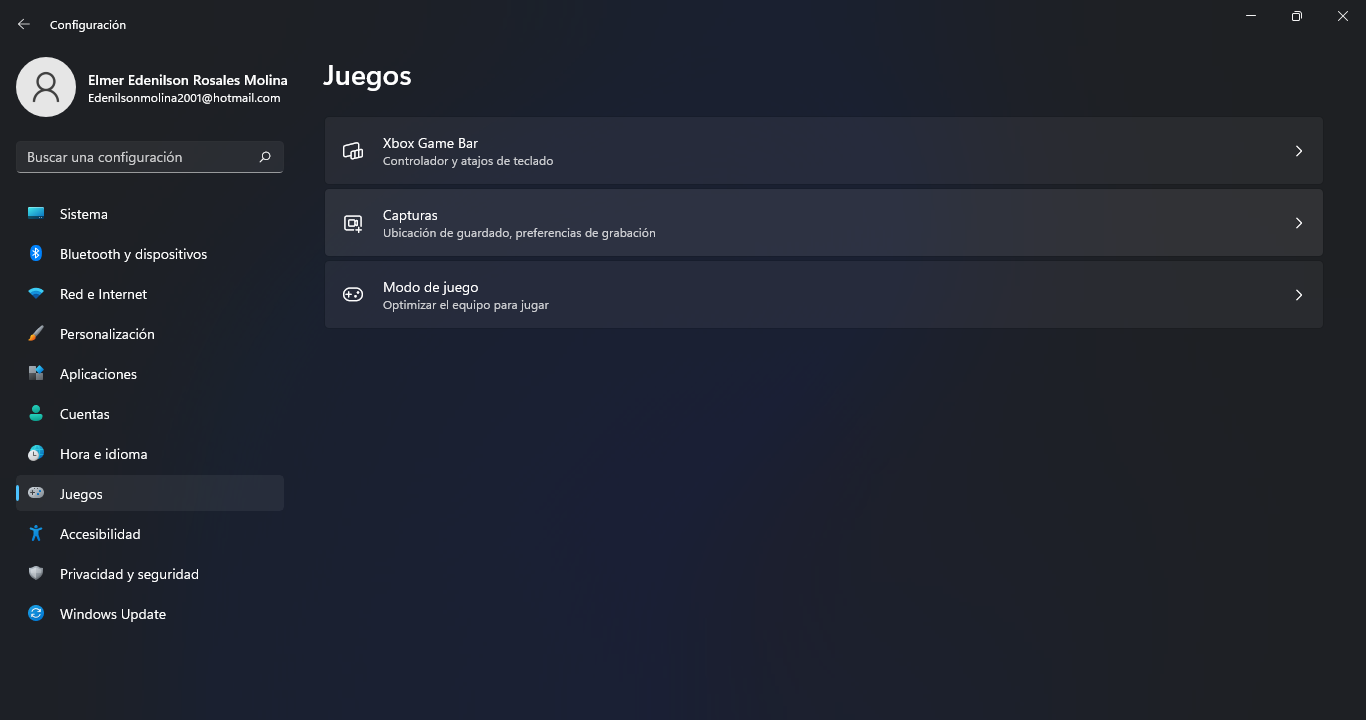 Configuración
Elmer Edenilson Rosales Molina
Edenilsonmolina2001@hotmail.com
Buscar una configuración
Sistema
Bluetooth y dispositivos
Red e Internet
Personalización
Aplicaciones
Cuentas
Hora e idioma
Juegos
Accesibilidad
Privacidad y seguridad
Windows Update
Juegos
Xbox Game Bar
Controlador y atajos de teclado
Capturas
Ubicación de guardado, preferencias de grabación
Modo de juego
Optimizar el equipo para jugar